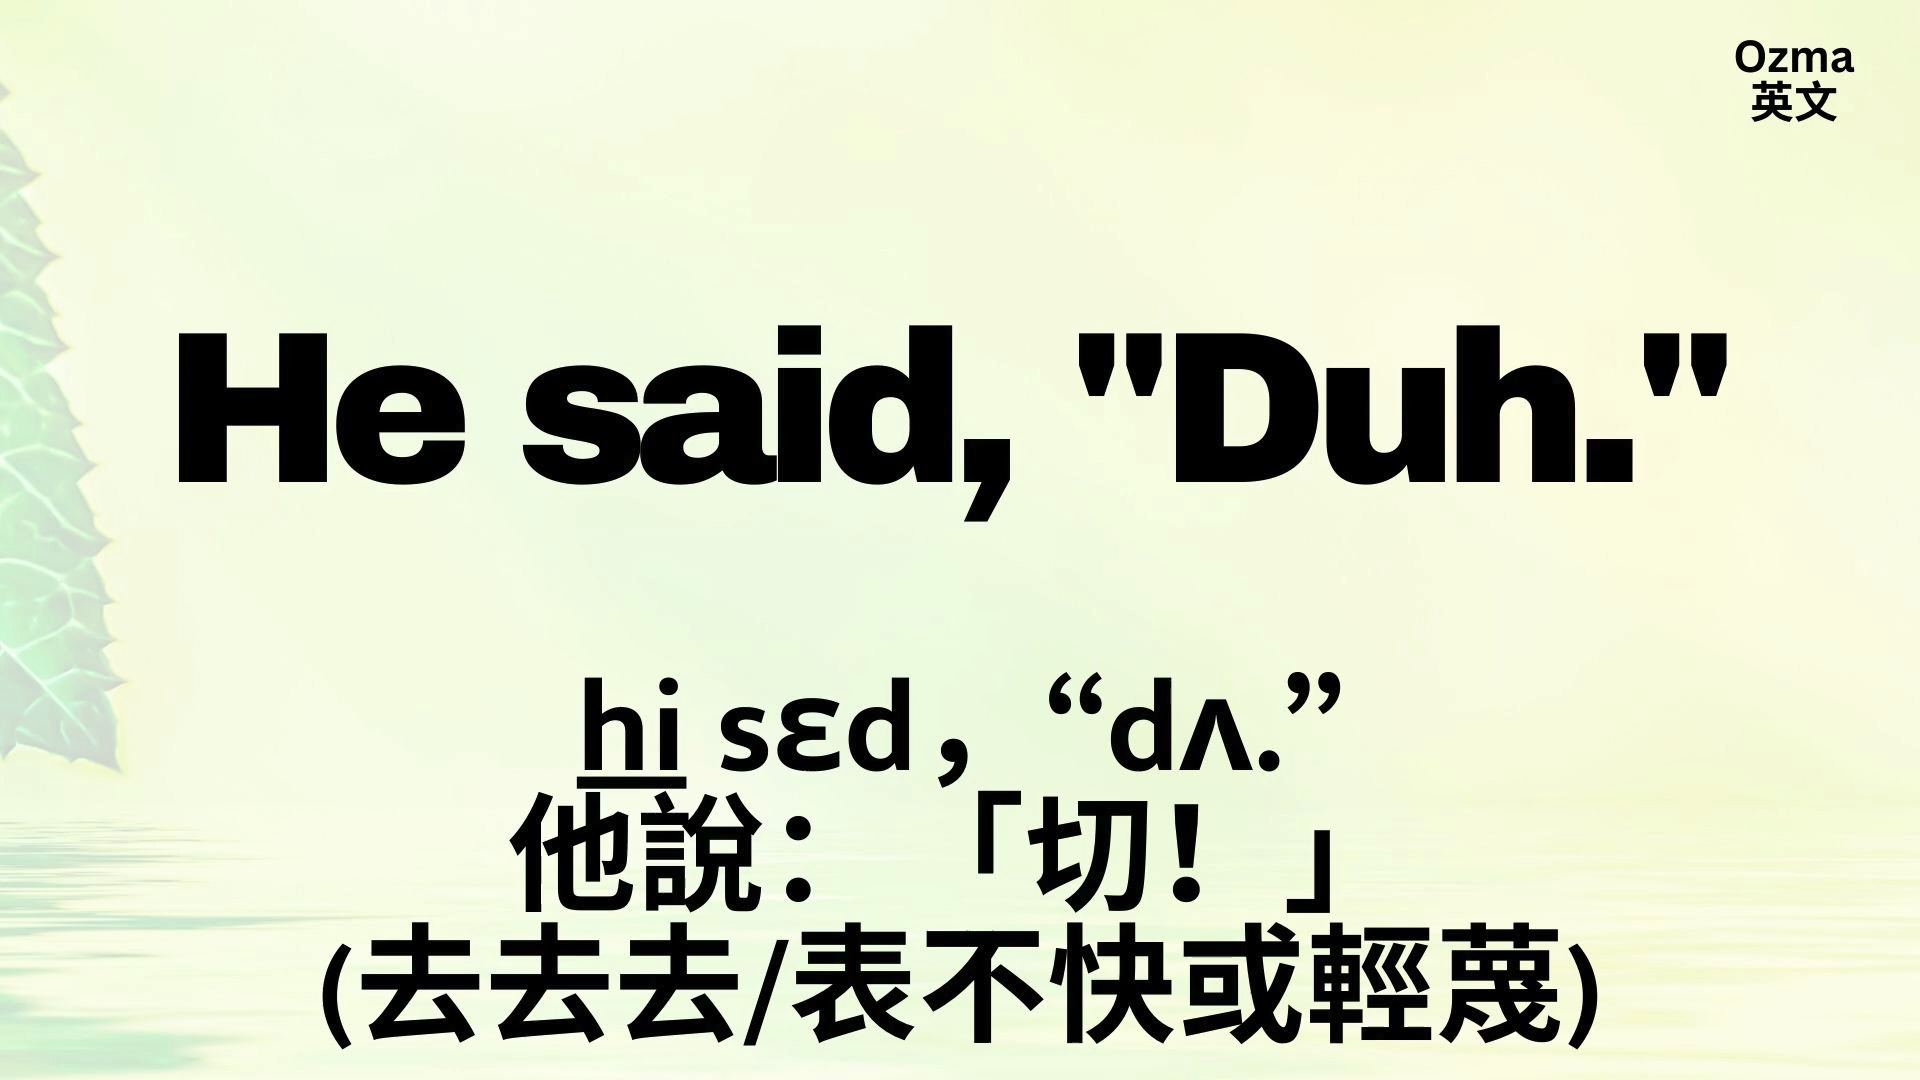 Ozma
英文
He said, "Duh."
hi sɛd，“dʌ.”
他說：「切！」
(去去去/表不快或輕蔑)